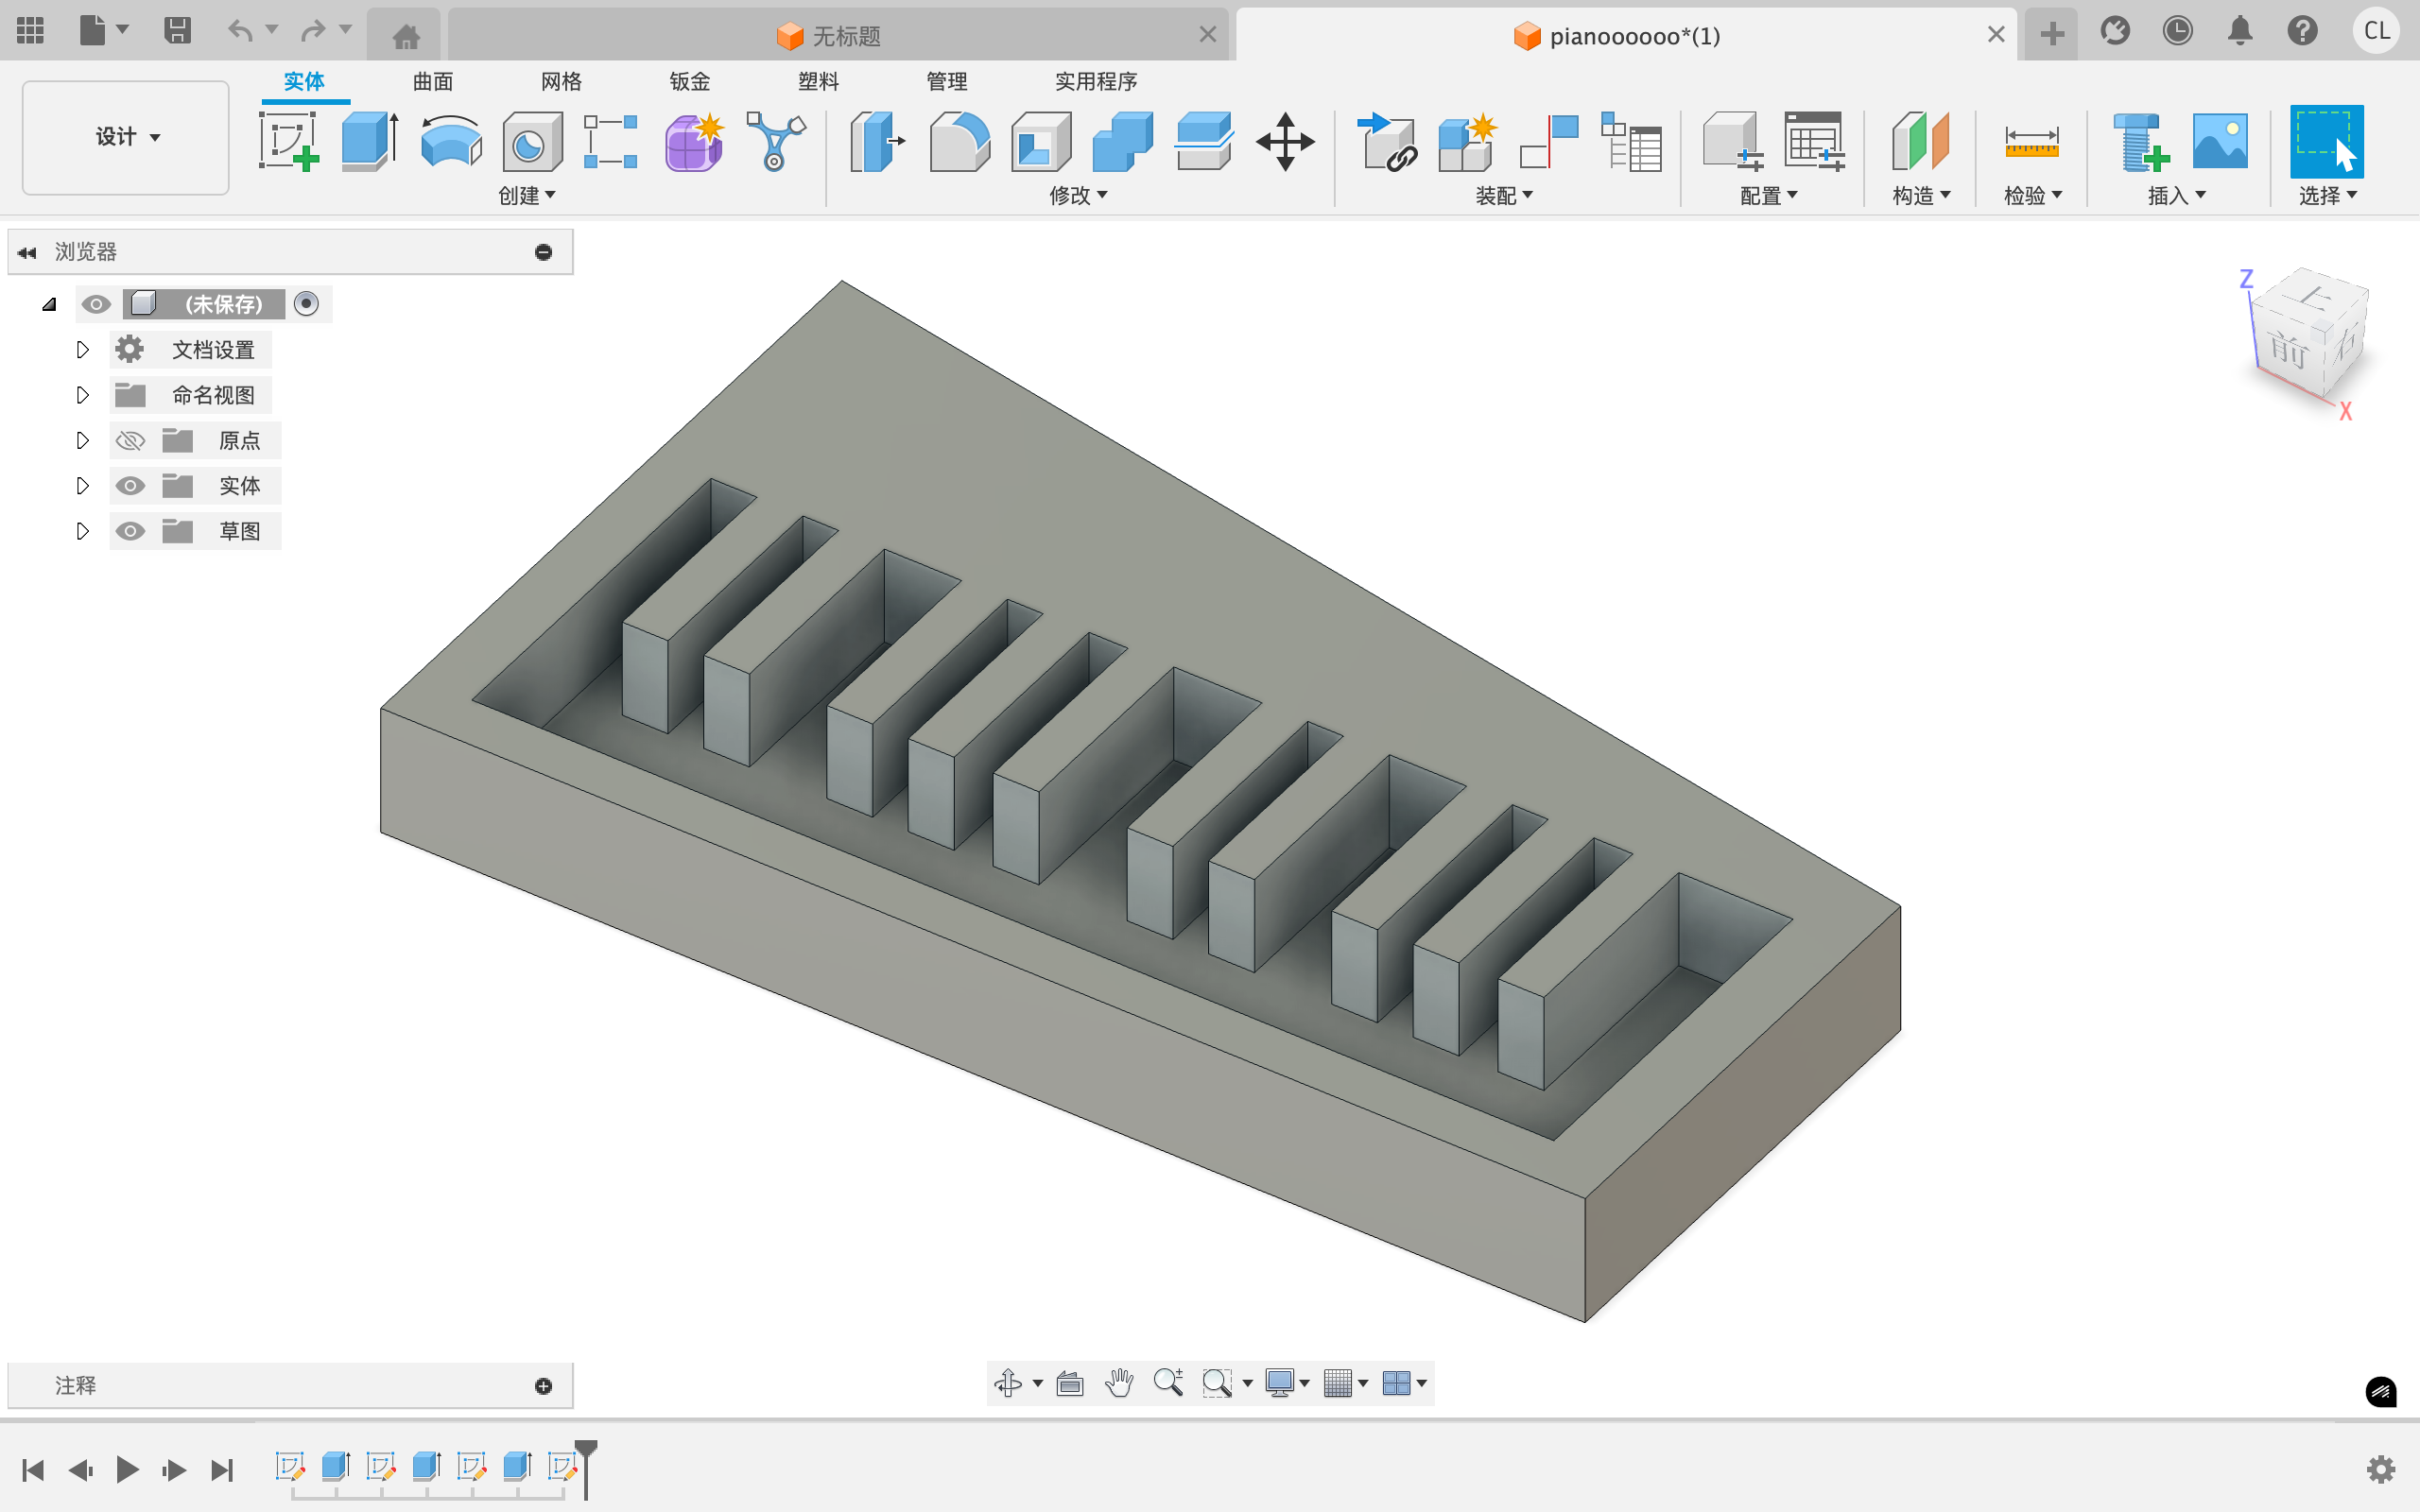 无标题
pianoooooo*(1)
CL
设计
实体 曲面 网格 钣金 塑料 管理 实用程序
创建 修改 装配 配置 构造 检验 插入 选择
浏览器
(未保存)
文档设置
命名视图
原点
实体
草图
Z
上
前
右
X
注释